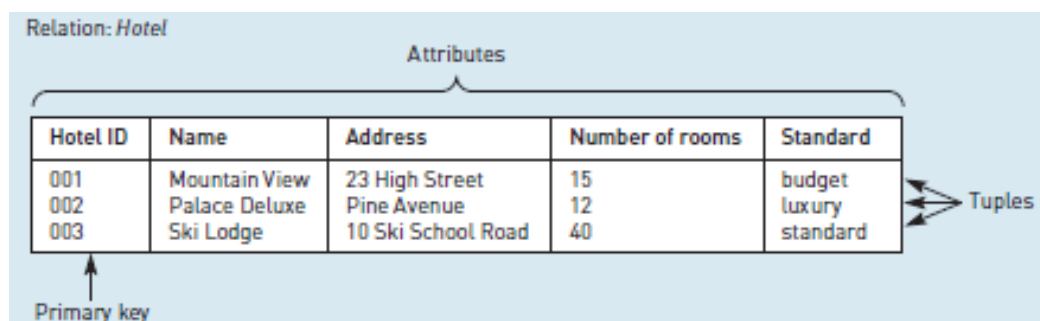 Relation: Hotel
Attributes
Hotel ID Name Address Number of rooms Standard
001 Mountain View 23 High Street 15 budget
002 Palace Deluxe Pine Avenue 12 luxury
003 Ski Lodge 10 Ski School Road 40 standard
Tuples
Primary key